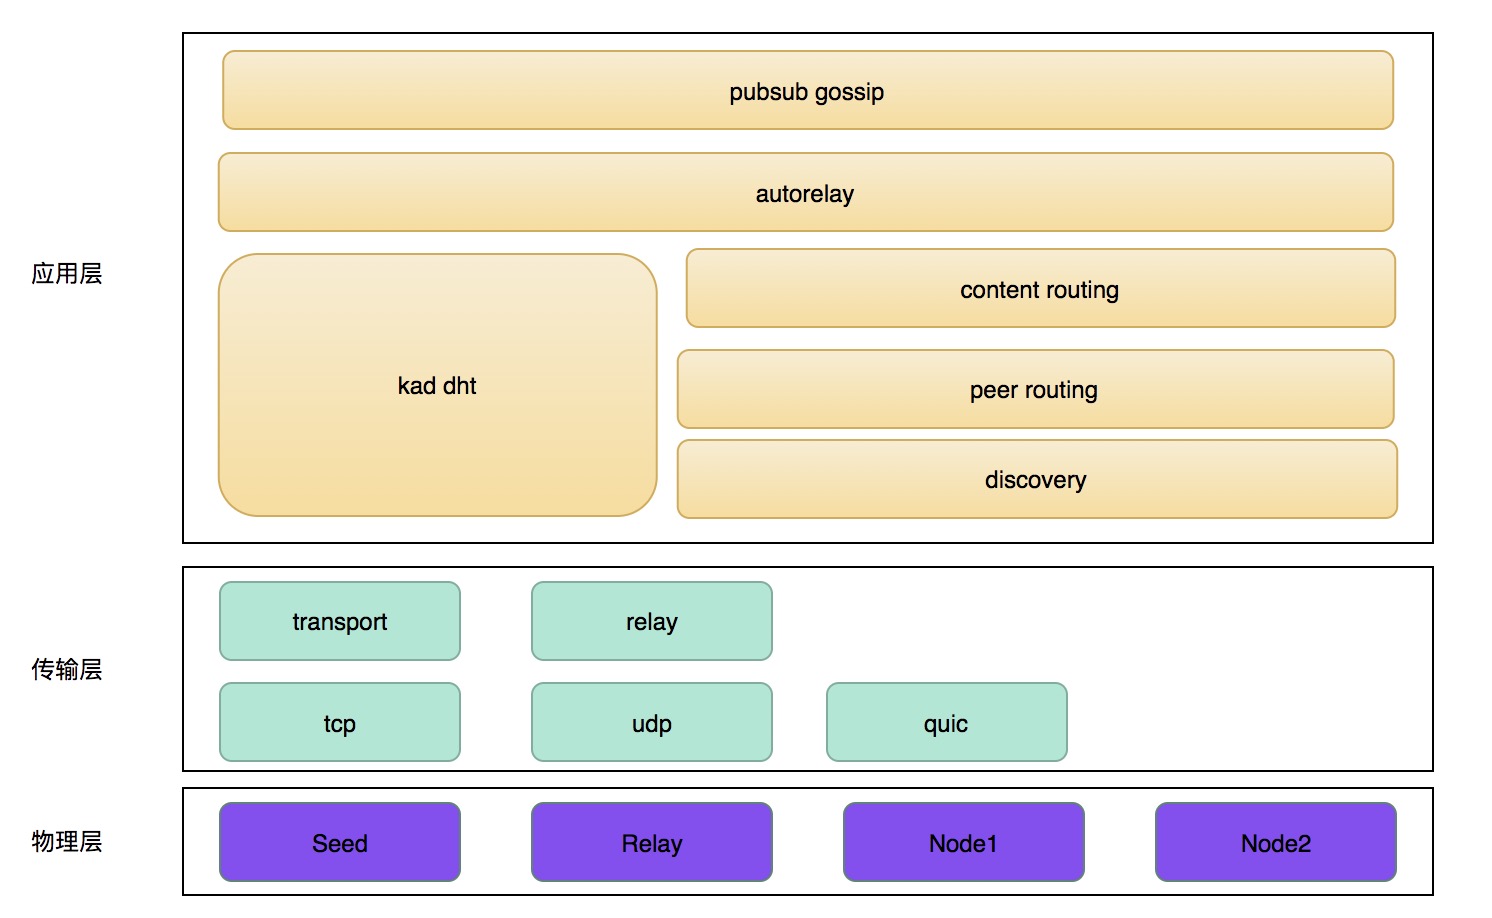 pubsub gossip
autorelay
应用层
content routing
kad dht
peer routing
discovery
transport
relay
传输层
tcp
udp
quic
物理层
Seed
Relay
Node1
Node2